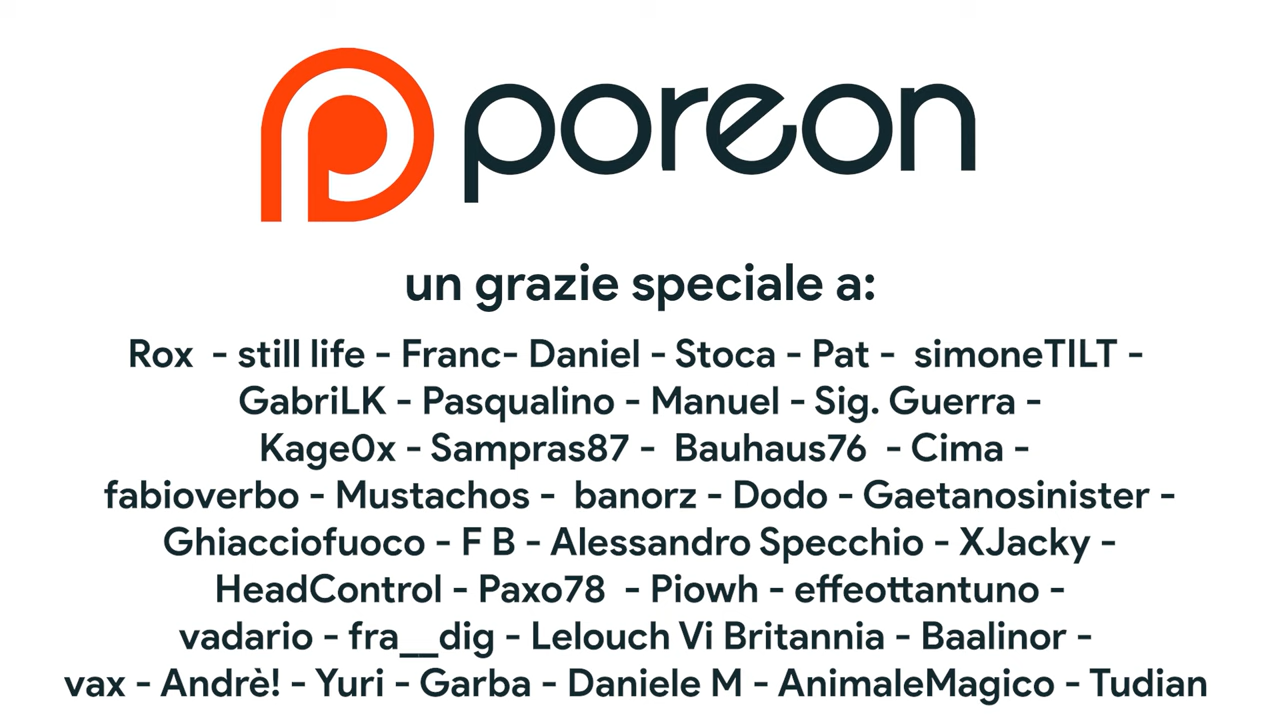 poreon
un grazie speciale a:
Rox - still life - Franc- Daniel - Stoca - Pat - simoneTILT -
GabriLK - Pasqualino - Manuel - Sig. Guerra -
Kage0x - Sampras87 - Bauhaus76 - Cima -
fabioverbo - Mustachos - banorz - Dodo - Gaetanosinister -
Ghiacciofuoco - F B - Alessandro Specchio - XJacky -
HeadControl - Paxo78 - Piowh - effeottantuno -
vadario - fra__dig - Lelouch Vi Britannia - Baalinor -
vax - Andrè! - Yuri - Garba - Daniele M - AnimaleMagico - Tudian